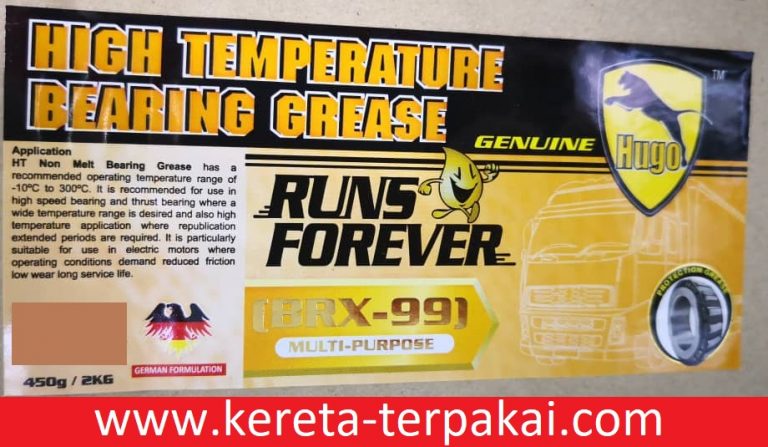 HIGH TEMPERATURE
BEARING GREASE
GENUINE
TM
Hugo
Application
HT Non Melt Bearing Grease has a
recommended operating temperature range of
-10ºC to 300ºC. It is recommended for use in
high speed bearing and thrust bearing where a
wide temperature range is desired and also high
temperature application where republication
extended periods are required. It is particularly
suitable for use in electric motors where
operating conditions demand reduced friction
low wear long service life.
RUNS
FOREVER
(BRX-99)
MULTI-PURPOSE
PROTECTION GREASE
GERMAN FORMULATION
450g / 2KG
www.kereta-terpakai.com